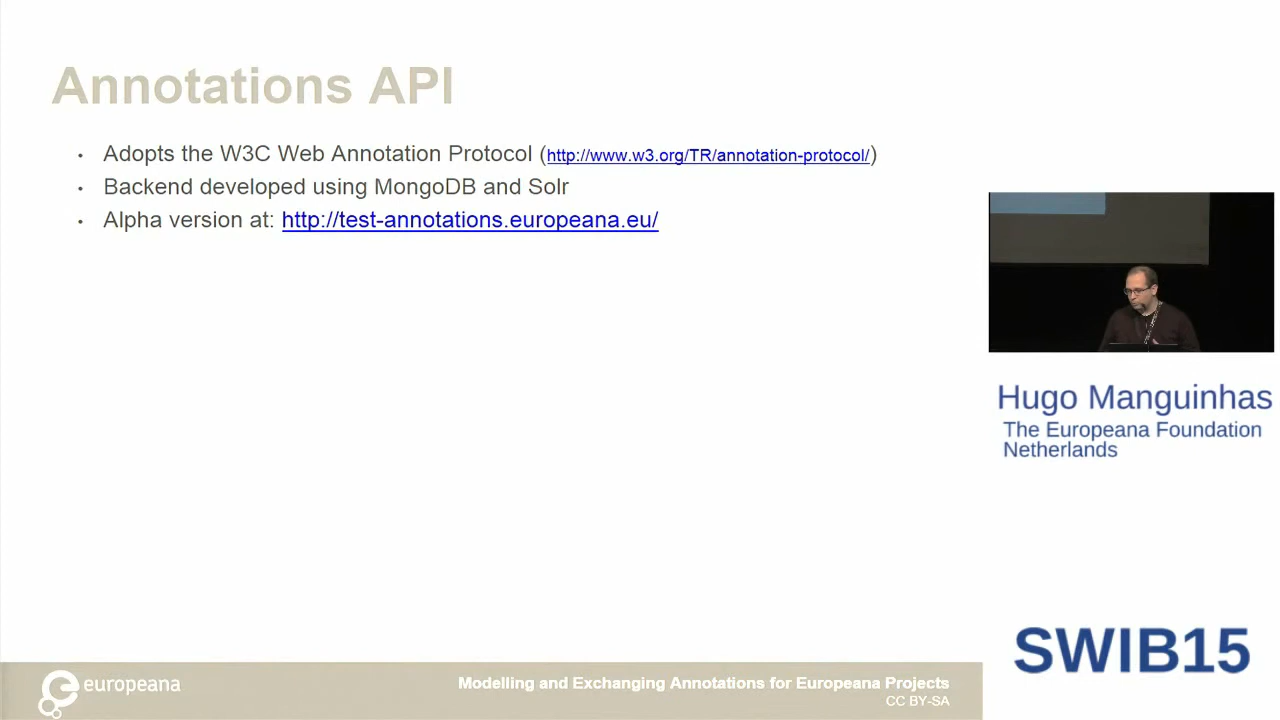 Annotations API
• Adopts the W3C Web Annotation Protocol (http://www.w3.org/TR/annotation-protocol/)
• Backend developed using MongoDB and Solr
• Alpha version at: http://test-annotations.europeana.eu/
Hugo Manguinhas
The Europeana Foundation
Netherlands
SWIB15
europeana
Modelling and Exchanging Annotations for Europeana Projects
CC BY-SA